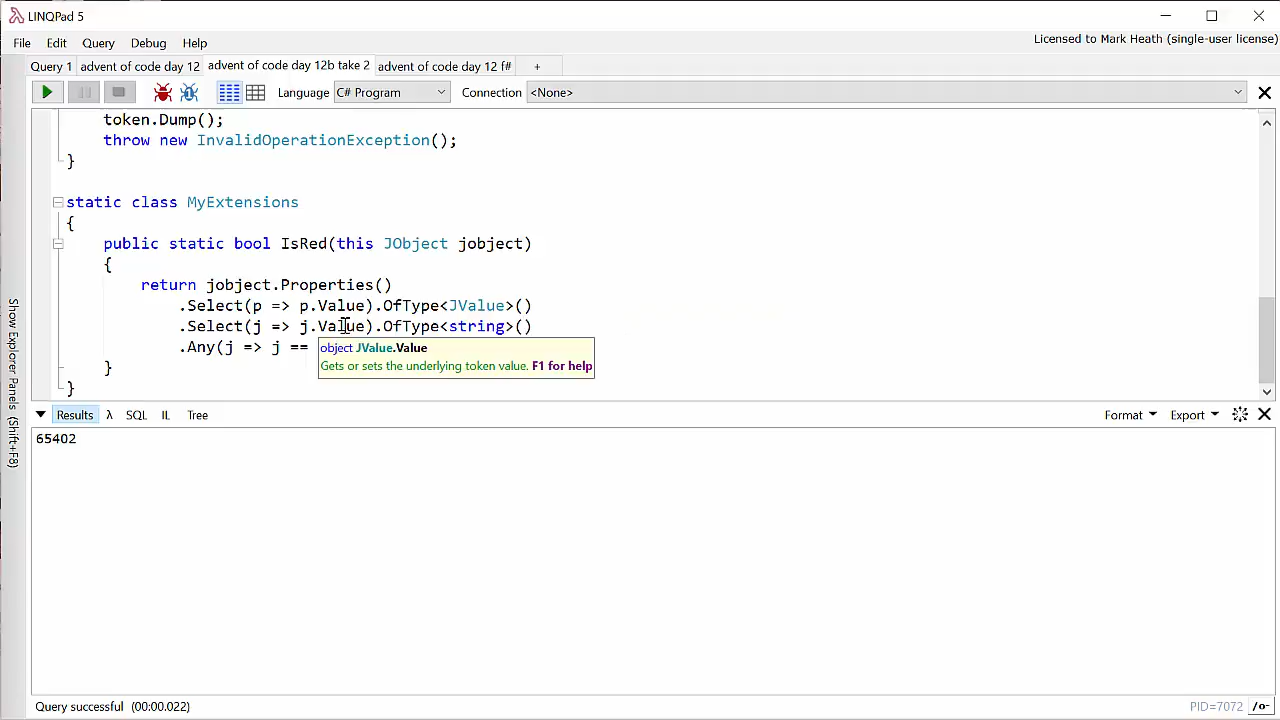 LINQPad 5
File Edit Query Debug Help
Licensed to Mark Heath (single-user license)
Query 1 advent of code day 12 advent of code day 12b take 2 advent of code day 12 f# +
Language C# Program Connection <None>
token.Dump();
throw new InvalidOperationException();
}
static class MyExtensions
{
public static bool IsRed(this JObject jobject)
{
return jobject.Properties()
.Select(p => p.Value).OfType<JValue>()
.Select(j => j.Value).OfType<string>()
.Any(j => j ==
object JValue.Value
Gets or sets the underlying token value. F1 for help
}
}
Show Explorer Panels (Shift+F8)
Results λ SQL IL Tree Format Export
65402
Query successful (00:00.022)
PID=7072 /o-